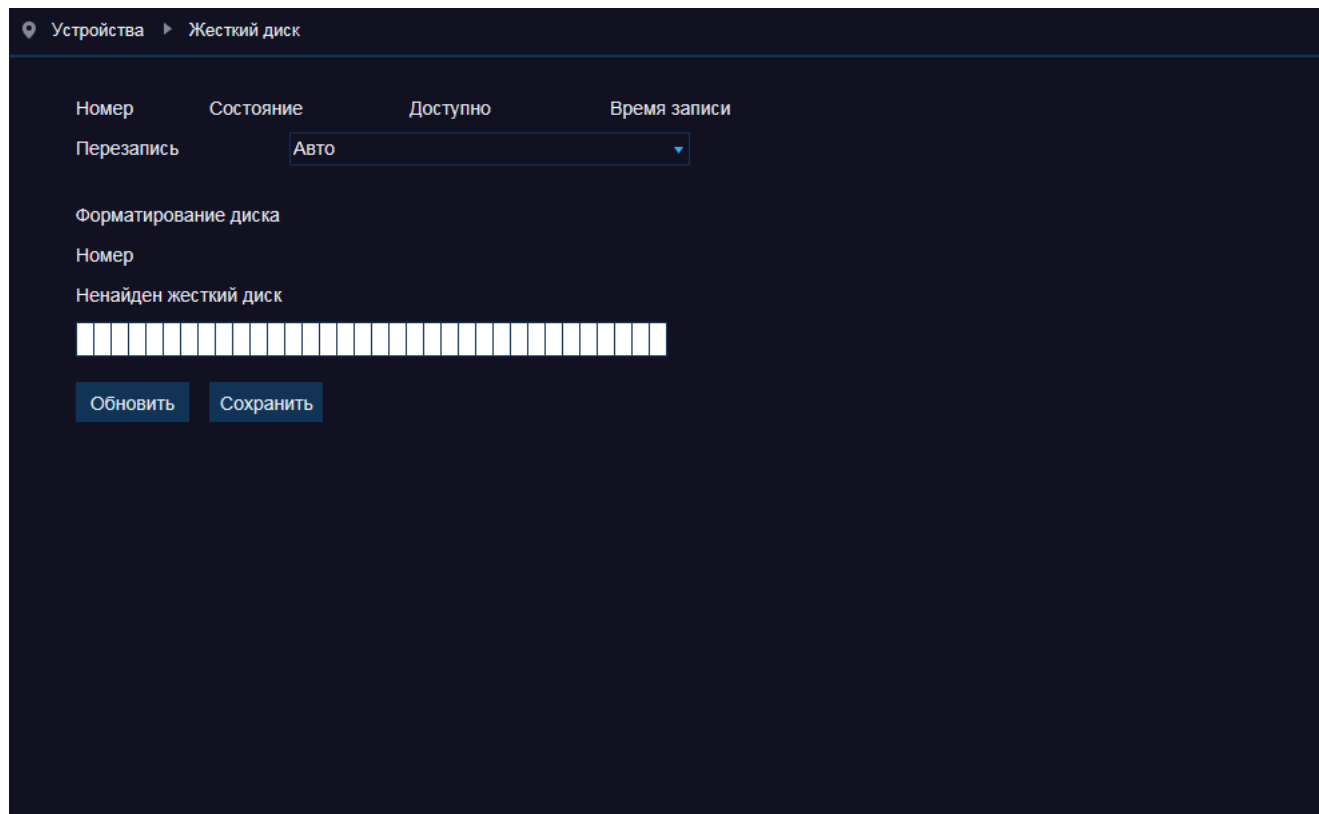 Устройства Жесткий диск
Номер Состояние Доступно Время записи
Перезапись Авто
Форматирование диска
Номер
Ненайден жесткий диск
Обновить Сохранить